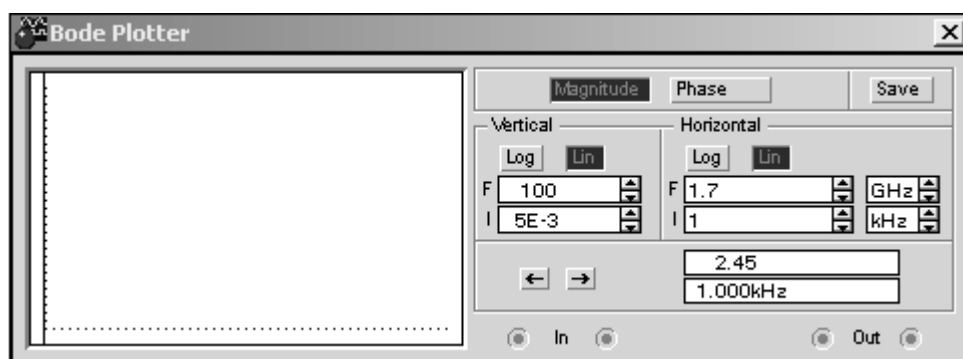 Bode Plotter
Magnitude Phase Save
Vertical Horizontal
Log Lin Log Lin
F 100 F 1.7 GHz
I 5E-3 I 1 kHz
2.45
1.000kHz
In Out